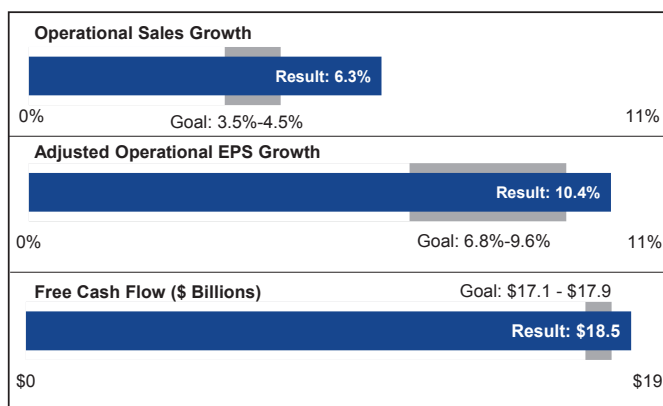 Operational Sales Growth
Result: 6.3%
0% 11%
Goal: 3.5%-4.5%
Adjusted Operational EPS Growth
Result: 10.4%
0% Goal: 6.8%-9.6% 11%
Free Cash Flow ($ Billions) Goal: $17.1 - $17.9
Result: $18.5
$0 $19